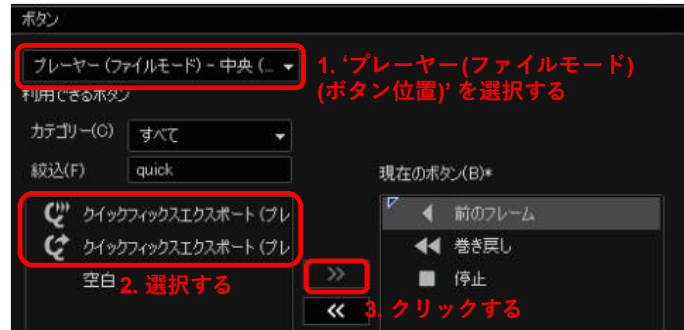 ボタン
プレーヤー (ファイルモード) - 中央 (...
1. ‘プレーヤー(ファイルモード)
(ボタン位置)’ を選択する
利用できるボタン
カテゴリー(C)
すべて
絞込(F)
quick
現在のボタン(B)*
クイックフィックスエクスポート (プレ
クイックフィックスエクスポート (プレ
空白
2. 選択する
>>
<<
3. クリックする
前のフレーム
巻き戻し
停止